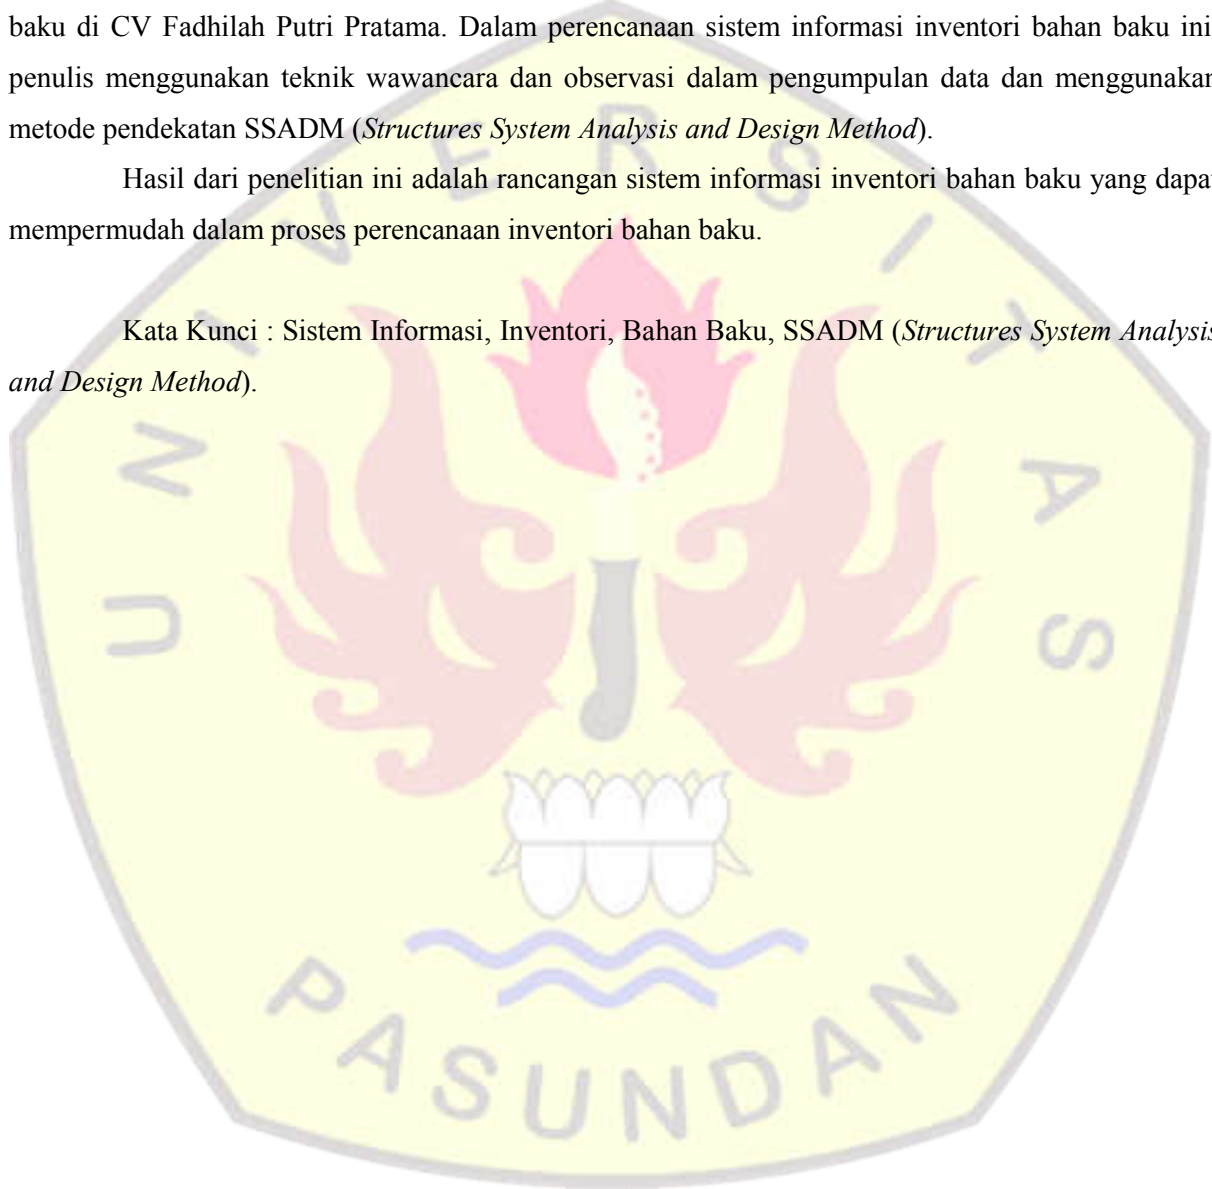 baku di CV Fadhilah Putri Pratama. Dalam perencanaan sistem informasi inventori bahan baku ini
penulis menggunakan teknik wawancara dan observasi dalam pengumpulan data dan menggunakan
metode pendekatan SSADM (Structures System Analysis and Design Method).
Hasil dari penelitian ini adalah rancangan sistem informasi inventori bahan baku yang dapat
mempermudah dalam proses perencanaan inventori bahan baku.
Kata Kunci : Sistem Informasi, Inventori, Bahan Baku, SSADM (Structures System Analysis
and Design Method).
UNIVERSITAS
PASUNDAN